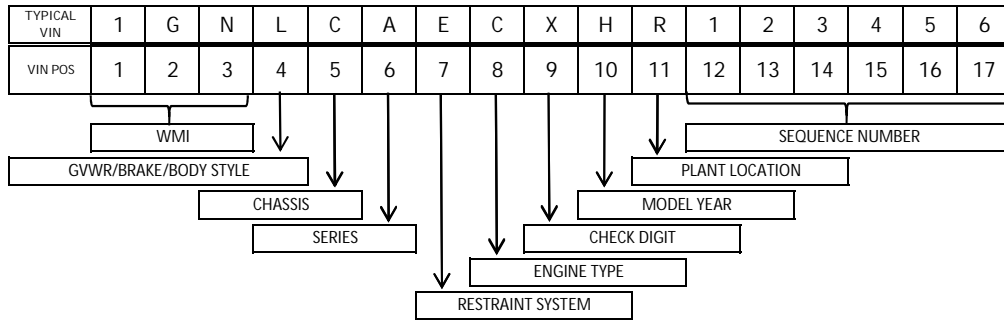 TYPICAL VIN 1 G N L C A E C X H R 1 2 3 4 5 6
VIN POS 1 2 3 4 5 6 7 8 9 10 11 12 13 14 15 16 17
WMI SEQUENCE NUMBER
GVWR/BRAKE/BODY STYLE PLANT LOCATION
CHASSIS MODEL YEAR
SERIES CHECK DIGIT
ENGINE TYPE
RESTRAINT SYSTEM